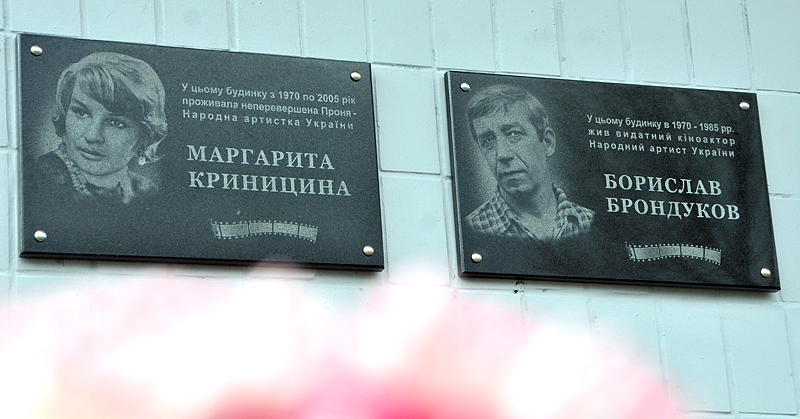 У цьому будинку з 1970 по 2005 рік
проживала неперевершена Проня -
Народна артистка України
МАРГАРИТА
КРИНИЦИНА
У цьому будинку в 1970 - 1985 рр.
жив видатний кіноактор
Народний артист України
БОРИСЛАВ
БРОНДУКОВ